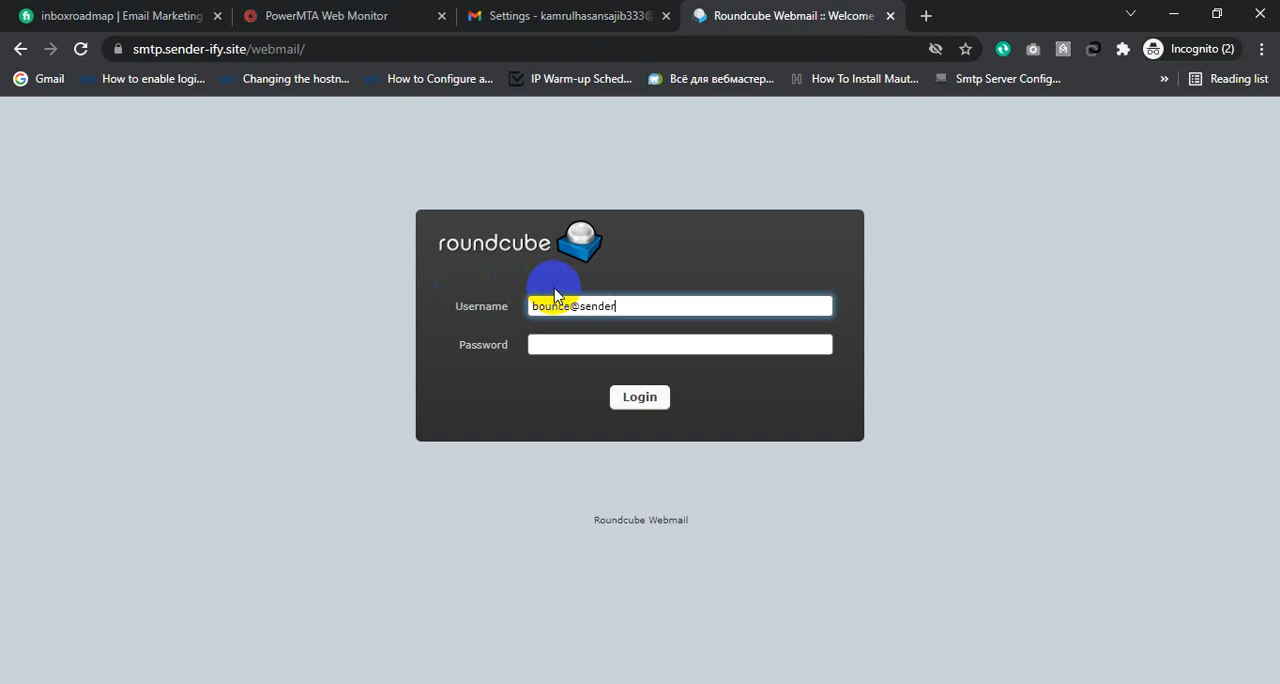 inboxroadmap | Email Marketing
PowerMTA Web Monitor
Settings - kamrulhasansajib333@
Roundcube Webmail :: Welcome
smtp.sender-ify.site/webmail/
Incognito (2)
Gmail
How to enable logi...
Changing the hostn...
How to Configure a...
IP Warm-up Sched...
Всё для вебмастер...
How To Install Maut...
Smtp Server Config...
»
Reading list
roundcube
Username
bounce@sender
Password
Login
Roundcube Webmail